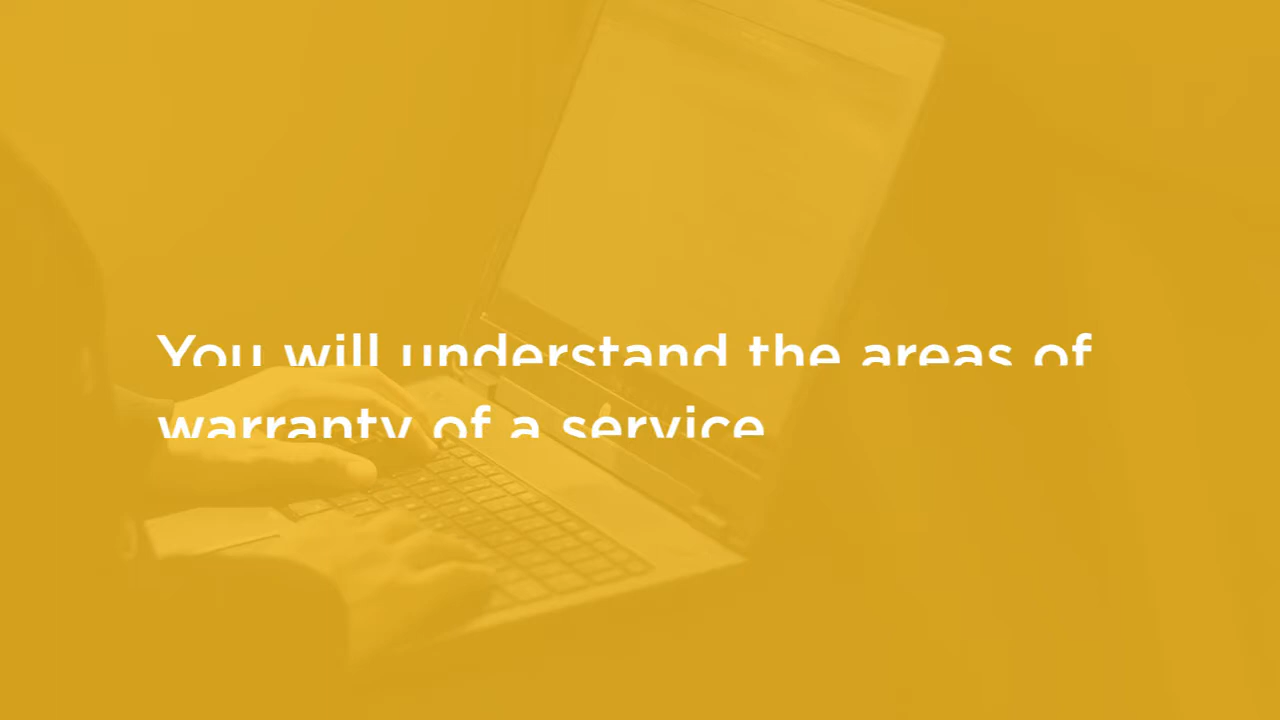 You will understand the areas of
warranty of a service